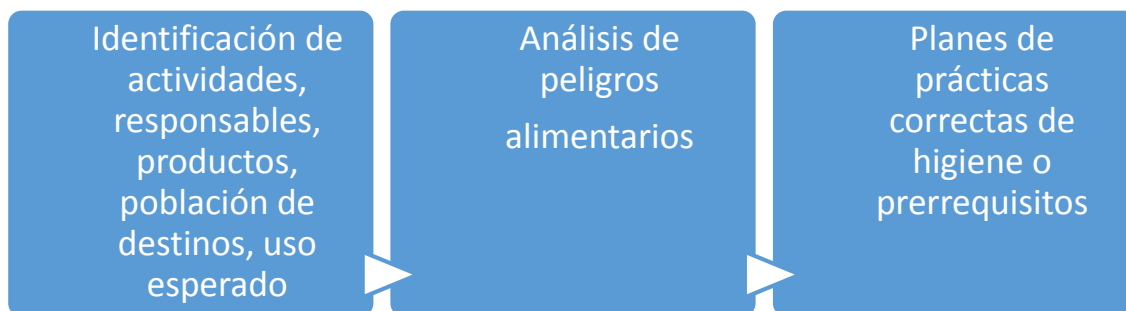 Identificación de
actividades,
responsables,
productos,
población de
destinos, uso
esperado
Análisis de
peligros
alimentarios
Planes de
prácticas
correctas de
higiene o
prerrequisitos